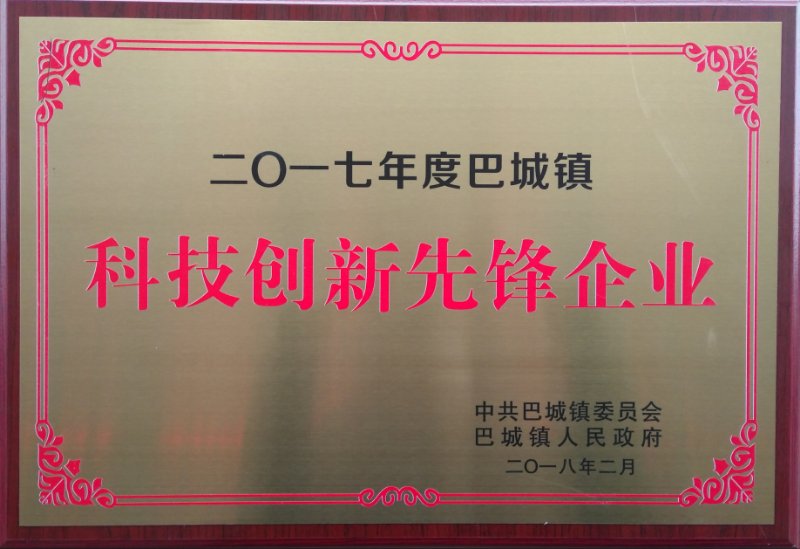 二〇一七年度巴城镇
科技创新先锋企业
中共巴城镇委员会
巴城镇人民政府
二〇一八年二月